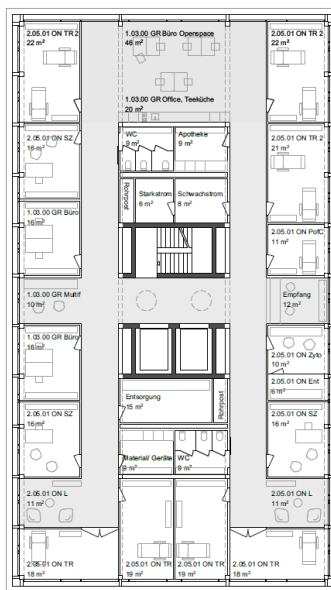 2.05.01 ON TR 2
22 m²
1.03.00 GR Büro Openspace
46 m²
2.05.01 ON TR 2
22 m²
1.03.00 GR Office, Teeküche
20 m²
2.05.01 ON SZ
16 m²
WC
9 m²
Apotheke
9 m²
2.05.01 ON TR 2
21 m²
Rohrpost
Starkstrom
6 m²
Schwachstrom
8 m²
1.03.00 GR Büro
16 m²
2.05.01 ON PofC
11 m²
1.03.00 GR Multif
10 m²
Empfang
12 m²
1.03.00 GR Büro
16 m²
2.05.01 ON Zyto
10 m²
2.05.01 ON Ent
6 m²
Entsorgung
15 m²
Rohrpost
2.05.01 ON SZ
16 m²
2.05.01 ON SZ
16 m²
Material/ Geräte
8 m²
WC
9 m²
2.05.01 ON L
11 m²
2.05.01 ON L
11 m²
2.05.01 ON TR
18 m²
2.05.01 ON TR
19 m²
2.05.01 ON TR
19 m²
2.05.01 ON TR
18 m²